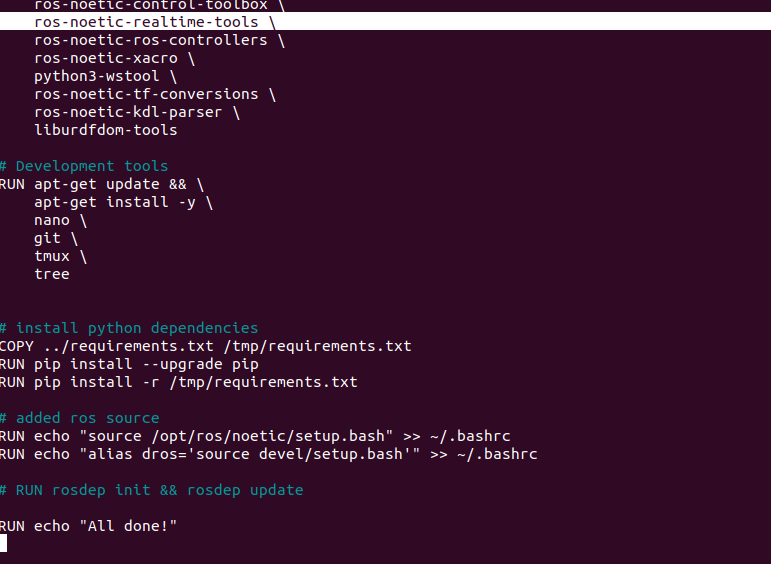 ros-noetic-control-toolbox \
ros-noetic-realtime-tools \
ros-noetic-ros-controllers \
ros-noetic-xacro \
python3-wstool \
ros-noetic-tf-conversions \
ros-noetic-kdl-parser \
liburdfdom-tools
# Development tools
RUN apt-get update && \
apt-get install -y \
nano \
git \
tmux \
tree
# install python dependencies
COPY ../requirements.txt /tmp/requirements.txt
RUN pip install --upgrade pip
RUN pip install -r /tmp/requirements.txt
# added ros source
RUN echo "source /opt/ros/noetic/setup.bash" >> ~/.bashrc
RUN echo "alias dros='source devel/setup.bash'" >> ~/.bashrc
# RUN rosdep init && rosdep update
RUN echo "All done!"